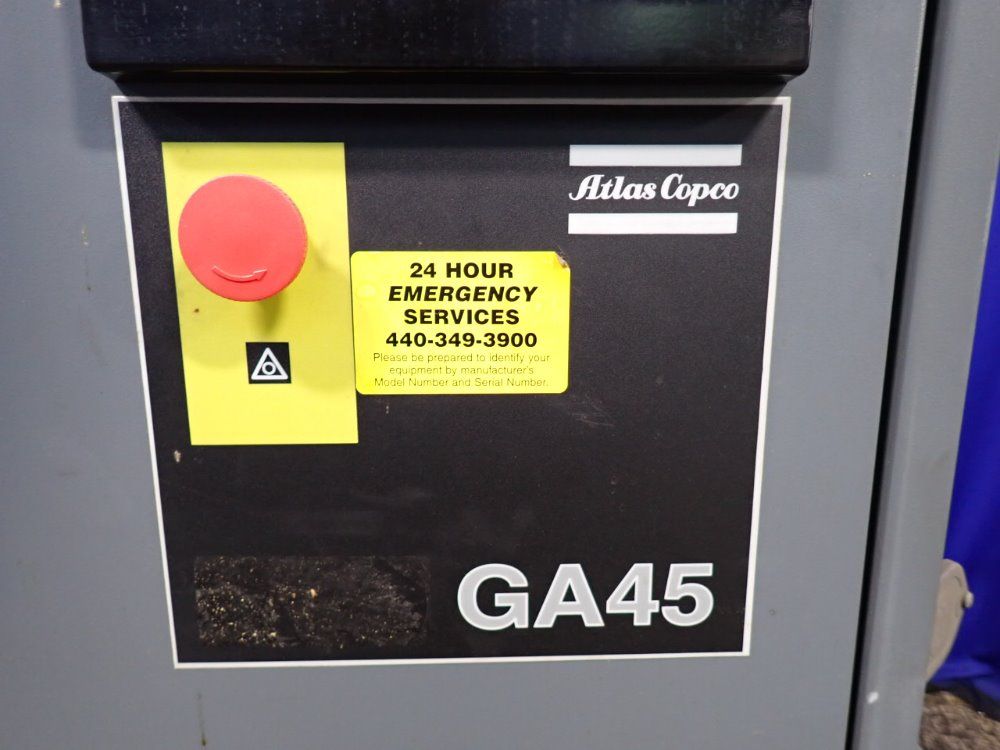 Atlas Copco
24 HOUR
EMERGENCY
SERVICES
440-349-3900
Please be prepared to identify your
equipment by manufacturer's
Model Number and Serial Number.
GA45